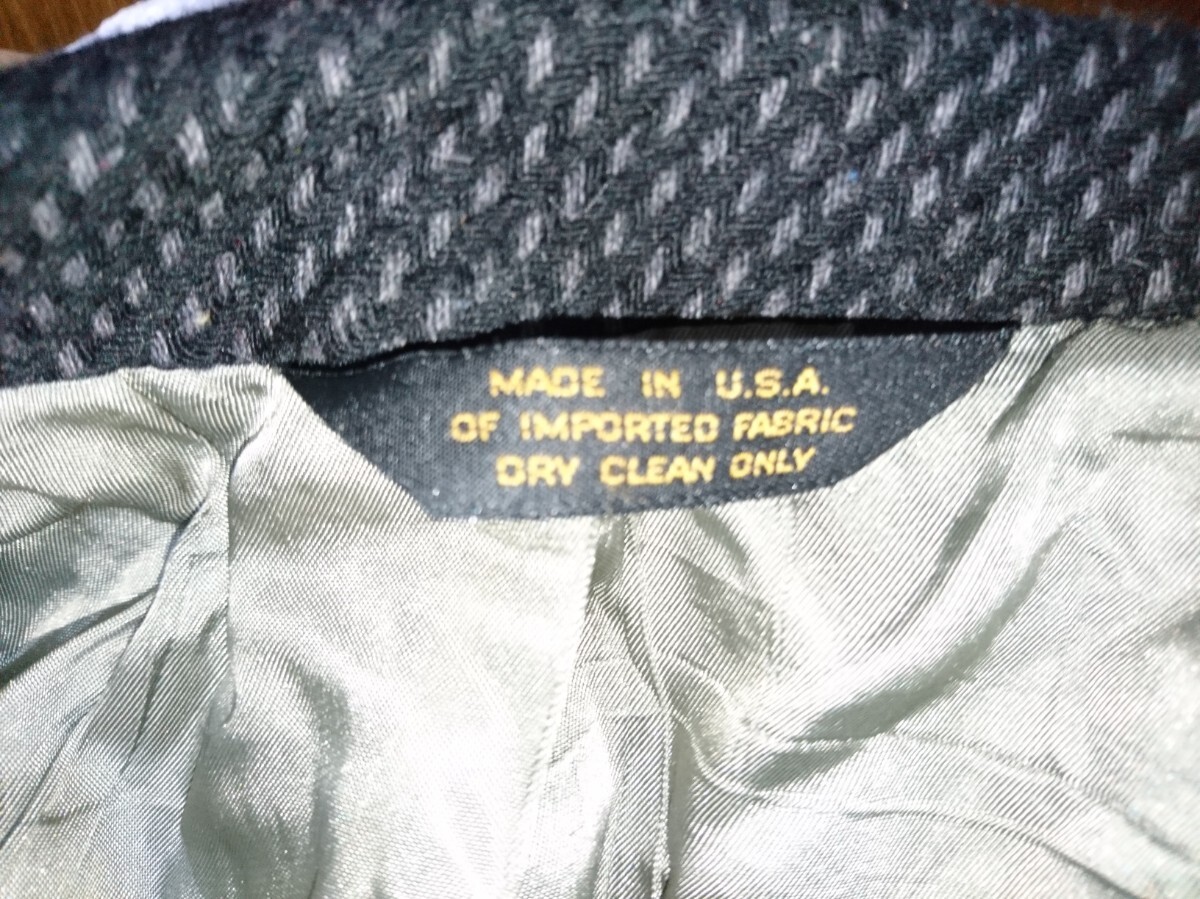 MADE IN U.S.A.
OF IMPORTED FABRIC
DRY CLEAN ONLY